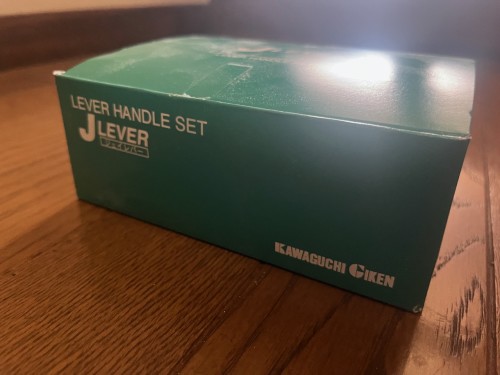 LEVER HANDLE SET
J LEVER
KAWAGUCHI GIKEN